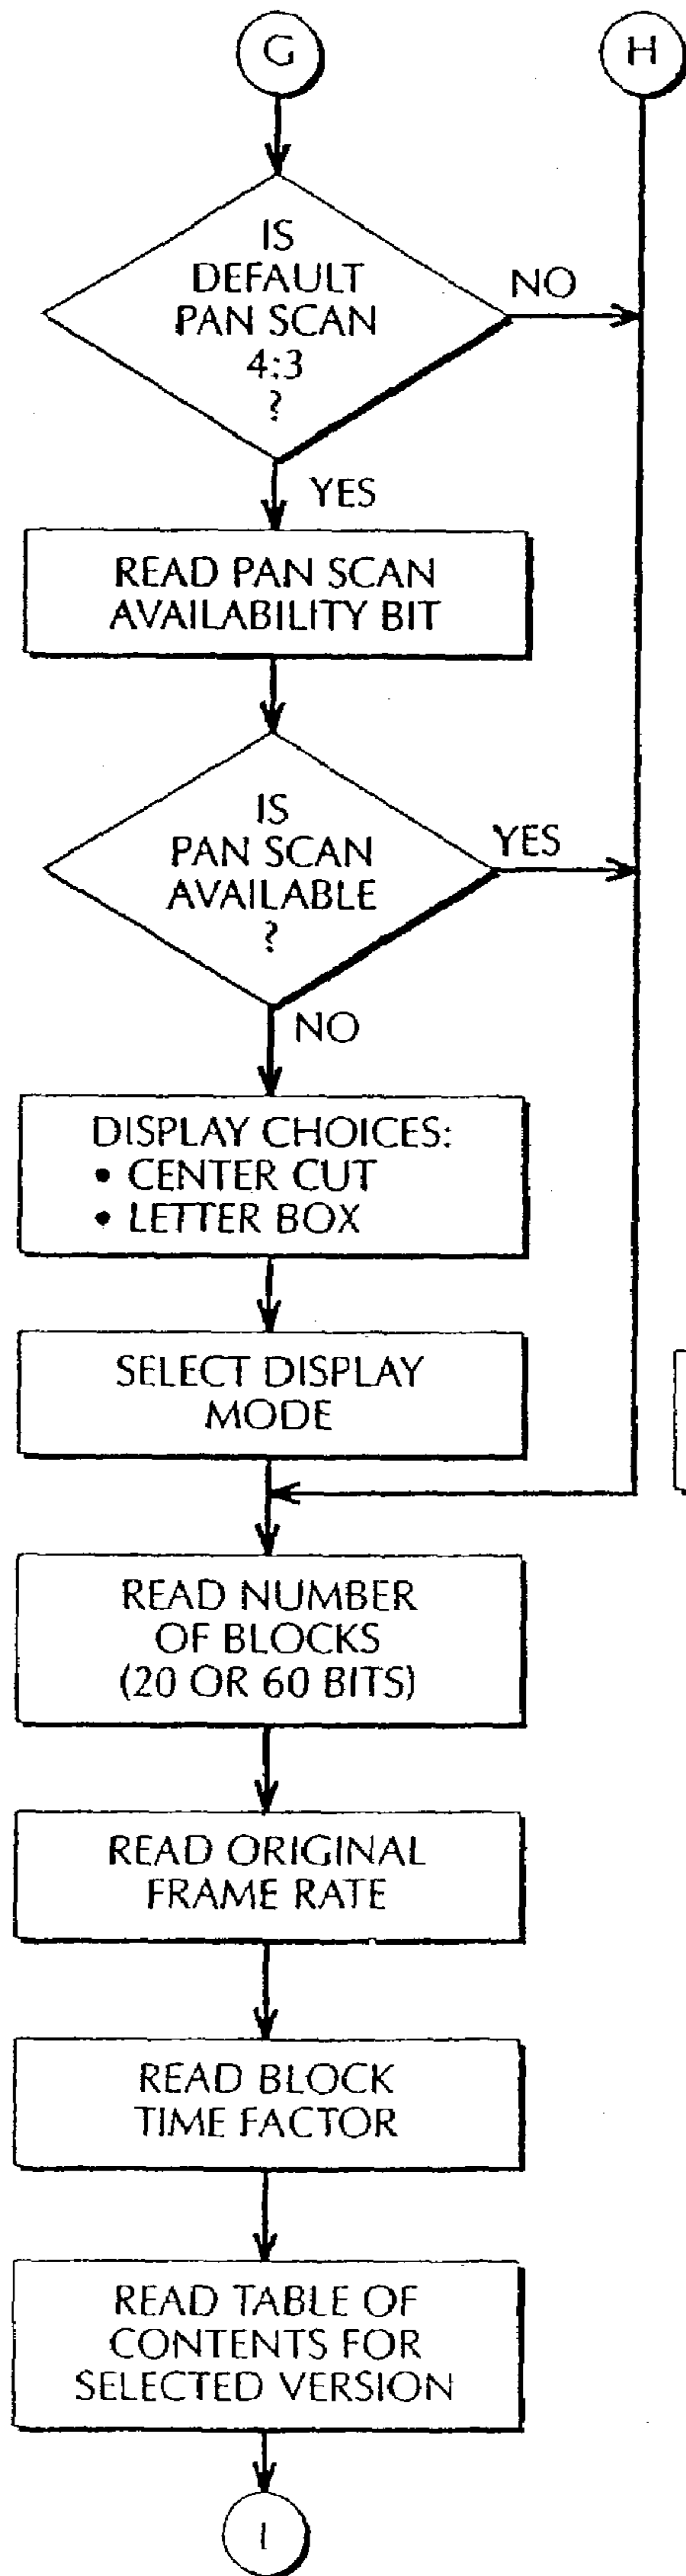 G
H
IS
DEFAULT
PAN SCAN
4:3
?
NO
YES
READ PAN SCAN
AVAILABILITY BIT
IS
PAN SCAN
AVAILABLE
?
YES
NO
DISPLAY CHOICES:
• CENTER CUT
• LETTER BOX
SELECT DISPLAY
MODE
READ NUMBER
OF BLOCKS
(20 OR 60 BITS)
READ ORIGINAL
FRAME RATE
READ BLOCK
TIME FACTOR
READ TABLE OF
CONTENTS FOR
SELECTED VERSION
I